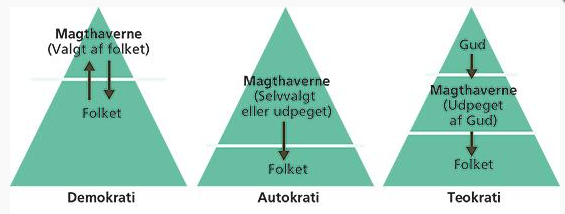 Magthaverne
(Valgt af folket)
Folket
Demokrati
Magthaverne
(Selvvalgt
eller udpeget)
Folket
Autokrati
Gud
Magthaverne
(Udpeget
af Gud)
Folket
Teokrati